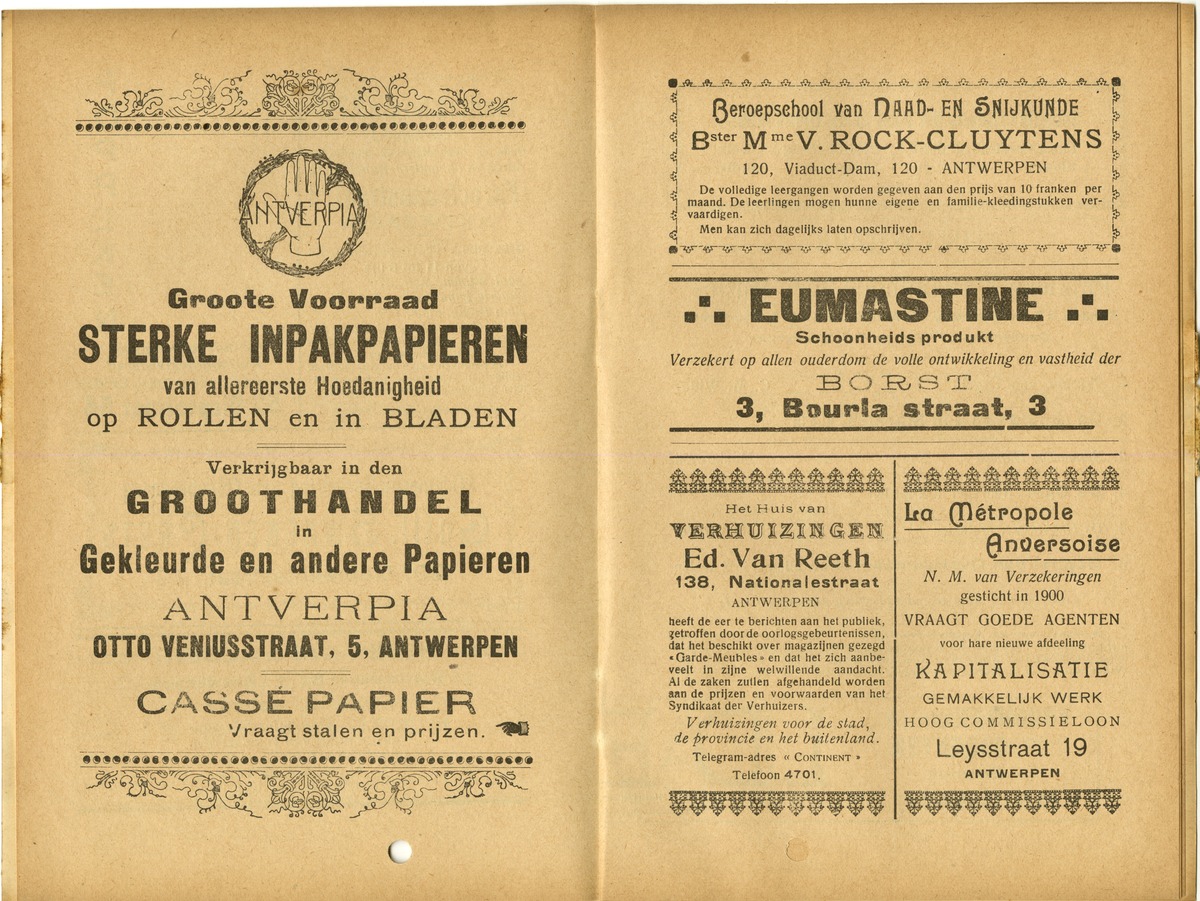 ANTVERPIA
Groote Voorraad
STERKE INPAKPAPIEREN
van allereerste Hoedanigheid
op ROLLEN en in BLADEN
Verkrijgbaar in den
GROOTHANDEL
in
Gekleurde en andere Papieren
ANTVERPIA
OTTO VENIUSSTRAAT, 5, ANTWERPEN
CASSÉ PAPIER
Vraagt stalen en prijzen.
Beroepschool van NAAD- EN SNIJKUNDE
Bster Mme V. ROCK-CLUYTENS
120, Viaduct-Dam, 120 - ANTWERPEN
De volledige leergangen worden gegeven aan den prijs van 10 franken per
maand. De leerlingen mogen hunne eigene en familie-kleedingstukken ver-
vaardigen.
Men kan zich dagelijks laten opschrijven.
EUMASTINE
Schoonheids produkt
Verzekert op allen ouderdom de volle ontwikkeling en vastheid der
BORST
3, Bourla straat, 3
Het Huis van
VERHUIZINGEN
Ed. Van Reeth
138, Nationalestraat
ANTWERPEN
heeft de eer te berichten aan het publiek,
getroffen door de oorlogsgebeurtenissen,
dat het beschikt over magazijnen gezegd
«Garde-Meubles» en dat het zich aanbe-
veelt in zijne welwillende aandacht.
Al de zaken zullen afgehandeld worden
aan de prijzen en voorwaarden van het
Syndikaat der Verhuizers.
Verhuizingen voor de stad,
de provincie en het buitenland.
Telegram-adres « CONTINENT »
Telefoon 4701.
La Métropole
Anversoise
N. M. van Verzekeringen
gesticht in 1900
VRAAGT GOEDE AGENTEN
voor hare nieuwe afdeeling
KAPITALISATIE
GEMAKKELIJK WERK
HOOG COMMISSIELOON
Leysstraat 19
ANTWERPEN